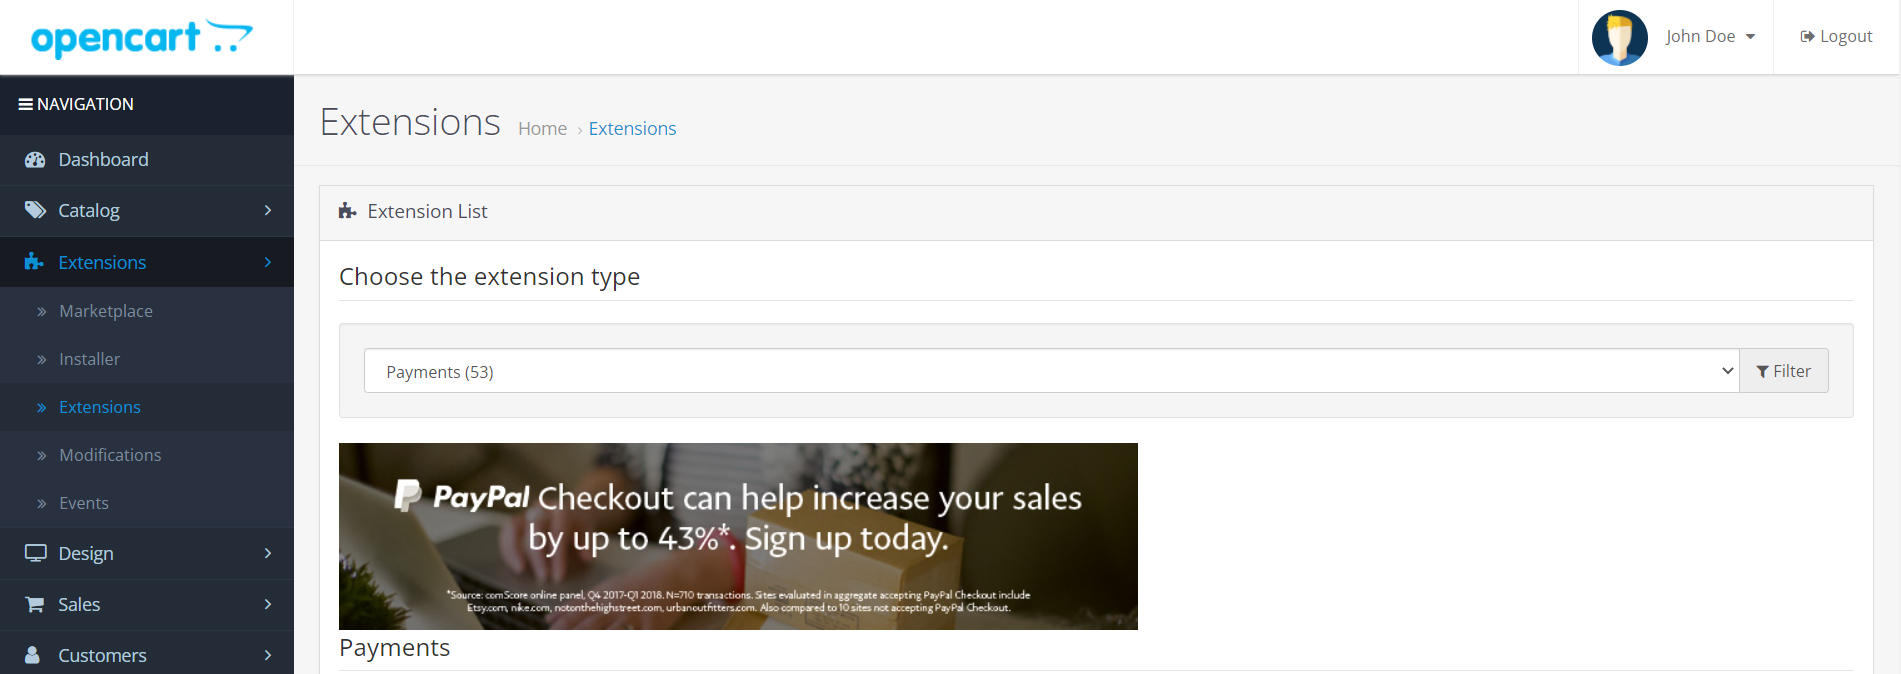 opencart
John Doe
Logout
NAVIGATION
Dashboard
Catalog
Extensions
Marketplace
Installer
Extensions
Modifications
Events
Design
Sales
Customers
Extensions
Home › Extensions
Extension List
Choose the extension type
Payments (53)
Filter
PayPal Checkout can help increase your sales
by up to 43%*. Sign up today.
*Source: comScore online panel, Q4 2017-Q1 2018. N=710 transactions. Sites evaluated in aggregate accepting PayPal Checkout include
Etsy.com, nike.com, notonthehighstreet.com, urbanoutfitters.com. Also compared to 10 sites not accepting PayPal Checkout.
Payments